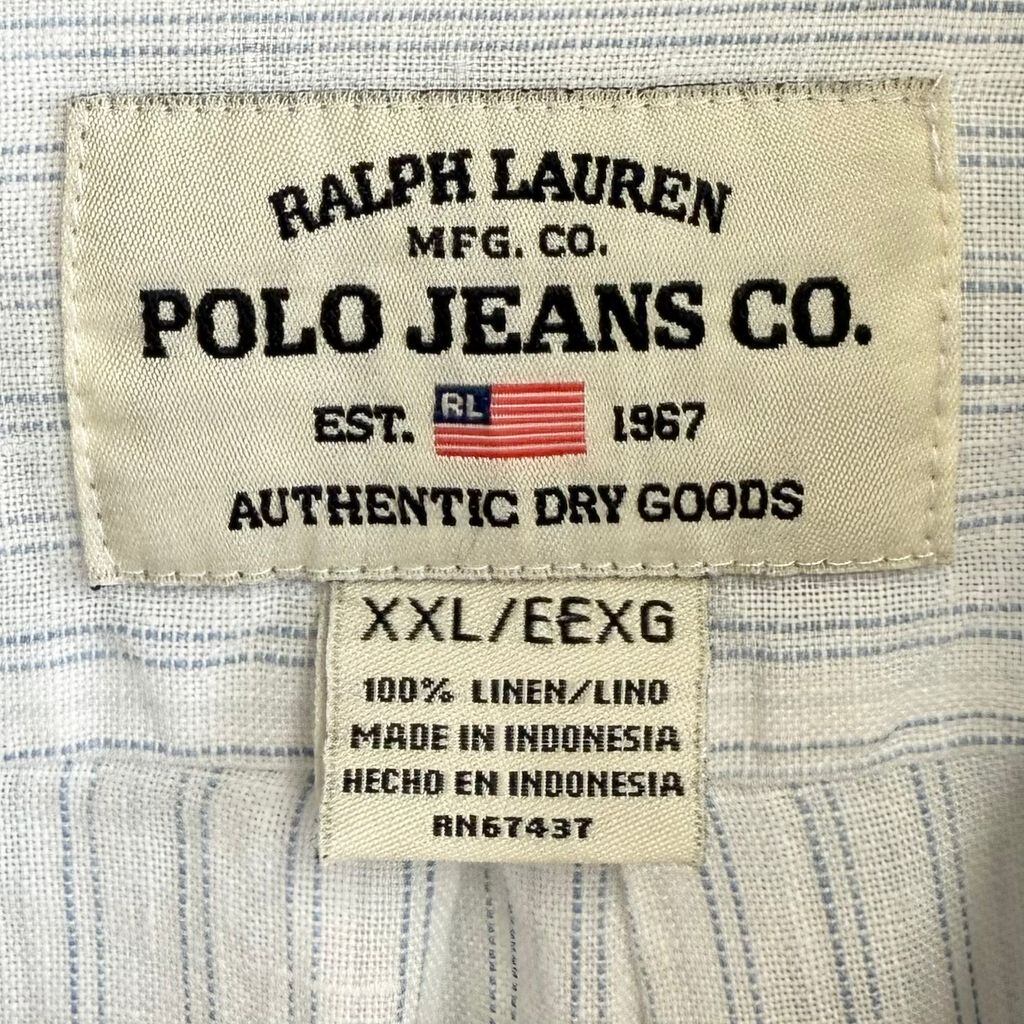 RALPH LAUREN
MFG. CO.
POLO JEANS CO.
EST. RL 1967
AUTHENTIC DRY GOODS
XXL/EEXG
100% LINEN/LINO
MADE IN INDONESIA
HECHO EN INDONESIA
RN67437